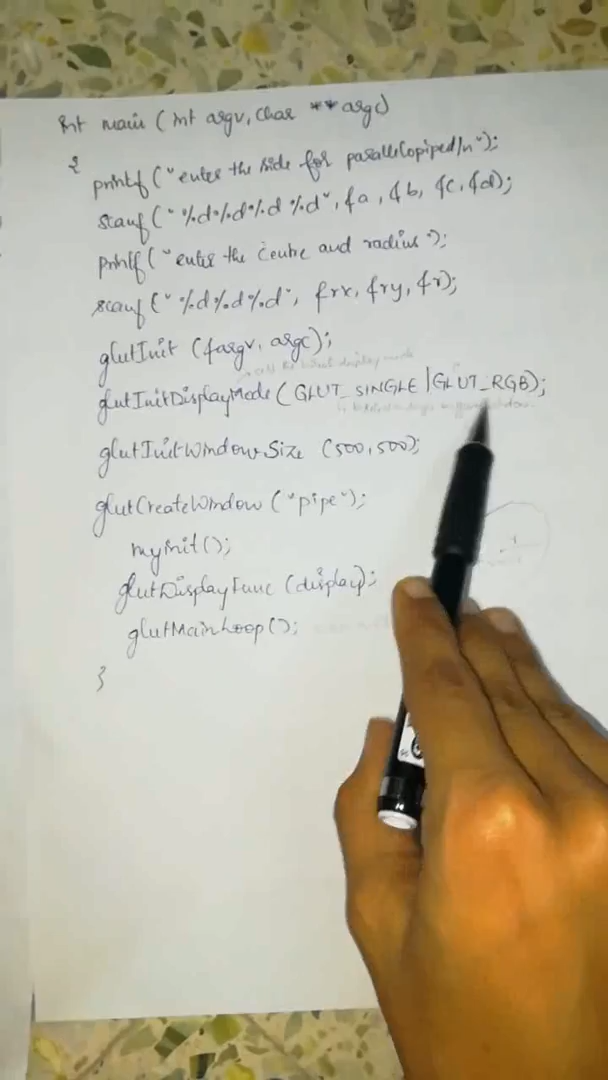 int main (int argv, char ** argc)
{
printf ("enter the side for parallelopiped/n");
scanf ("%d%d%d %d", &a, &b, &c, &d);
printf ("enter the centre and radius");
scanf ("%d%d%d", &rx, &ry, &r);
glutInit (&argv, argc);
glutInitDisplayMode (GLUT_SINGLE | GLUT_RGB);
glutInitWindowSize (500,500);
glutCreateWindow ("pipe");
myinit();
glutDisplayFunc (display);
glutMainLoop();
}